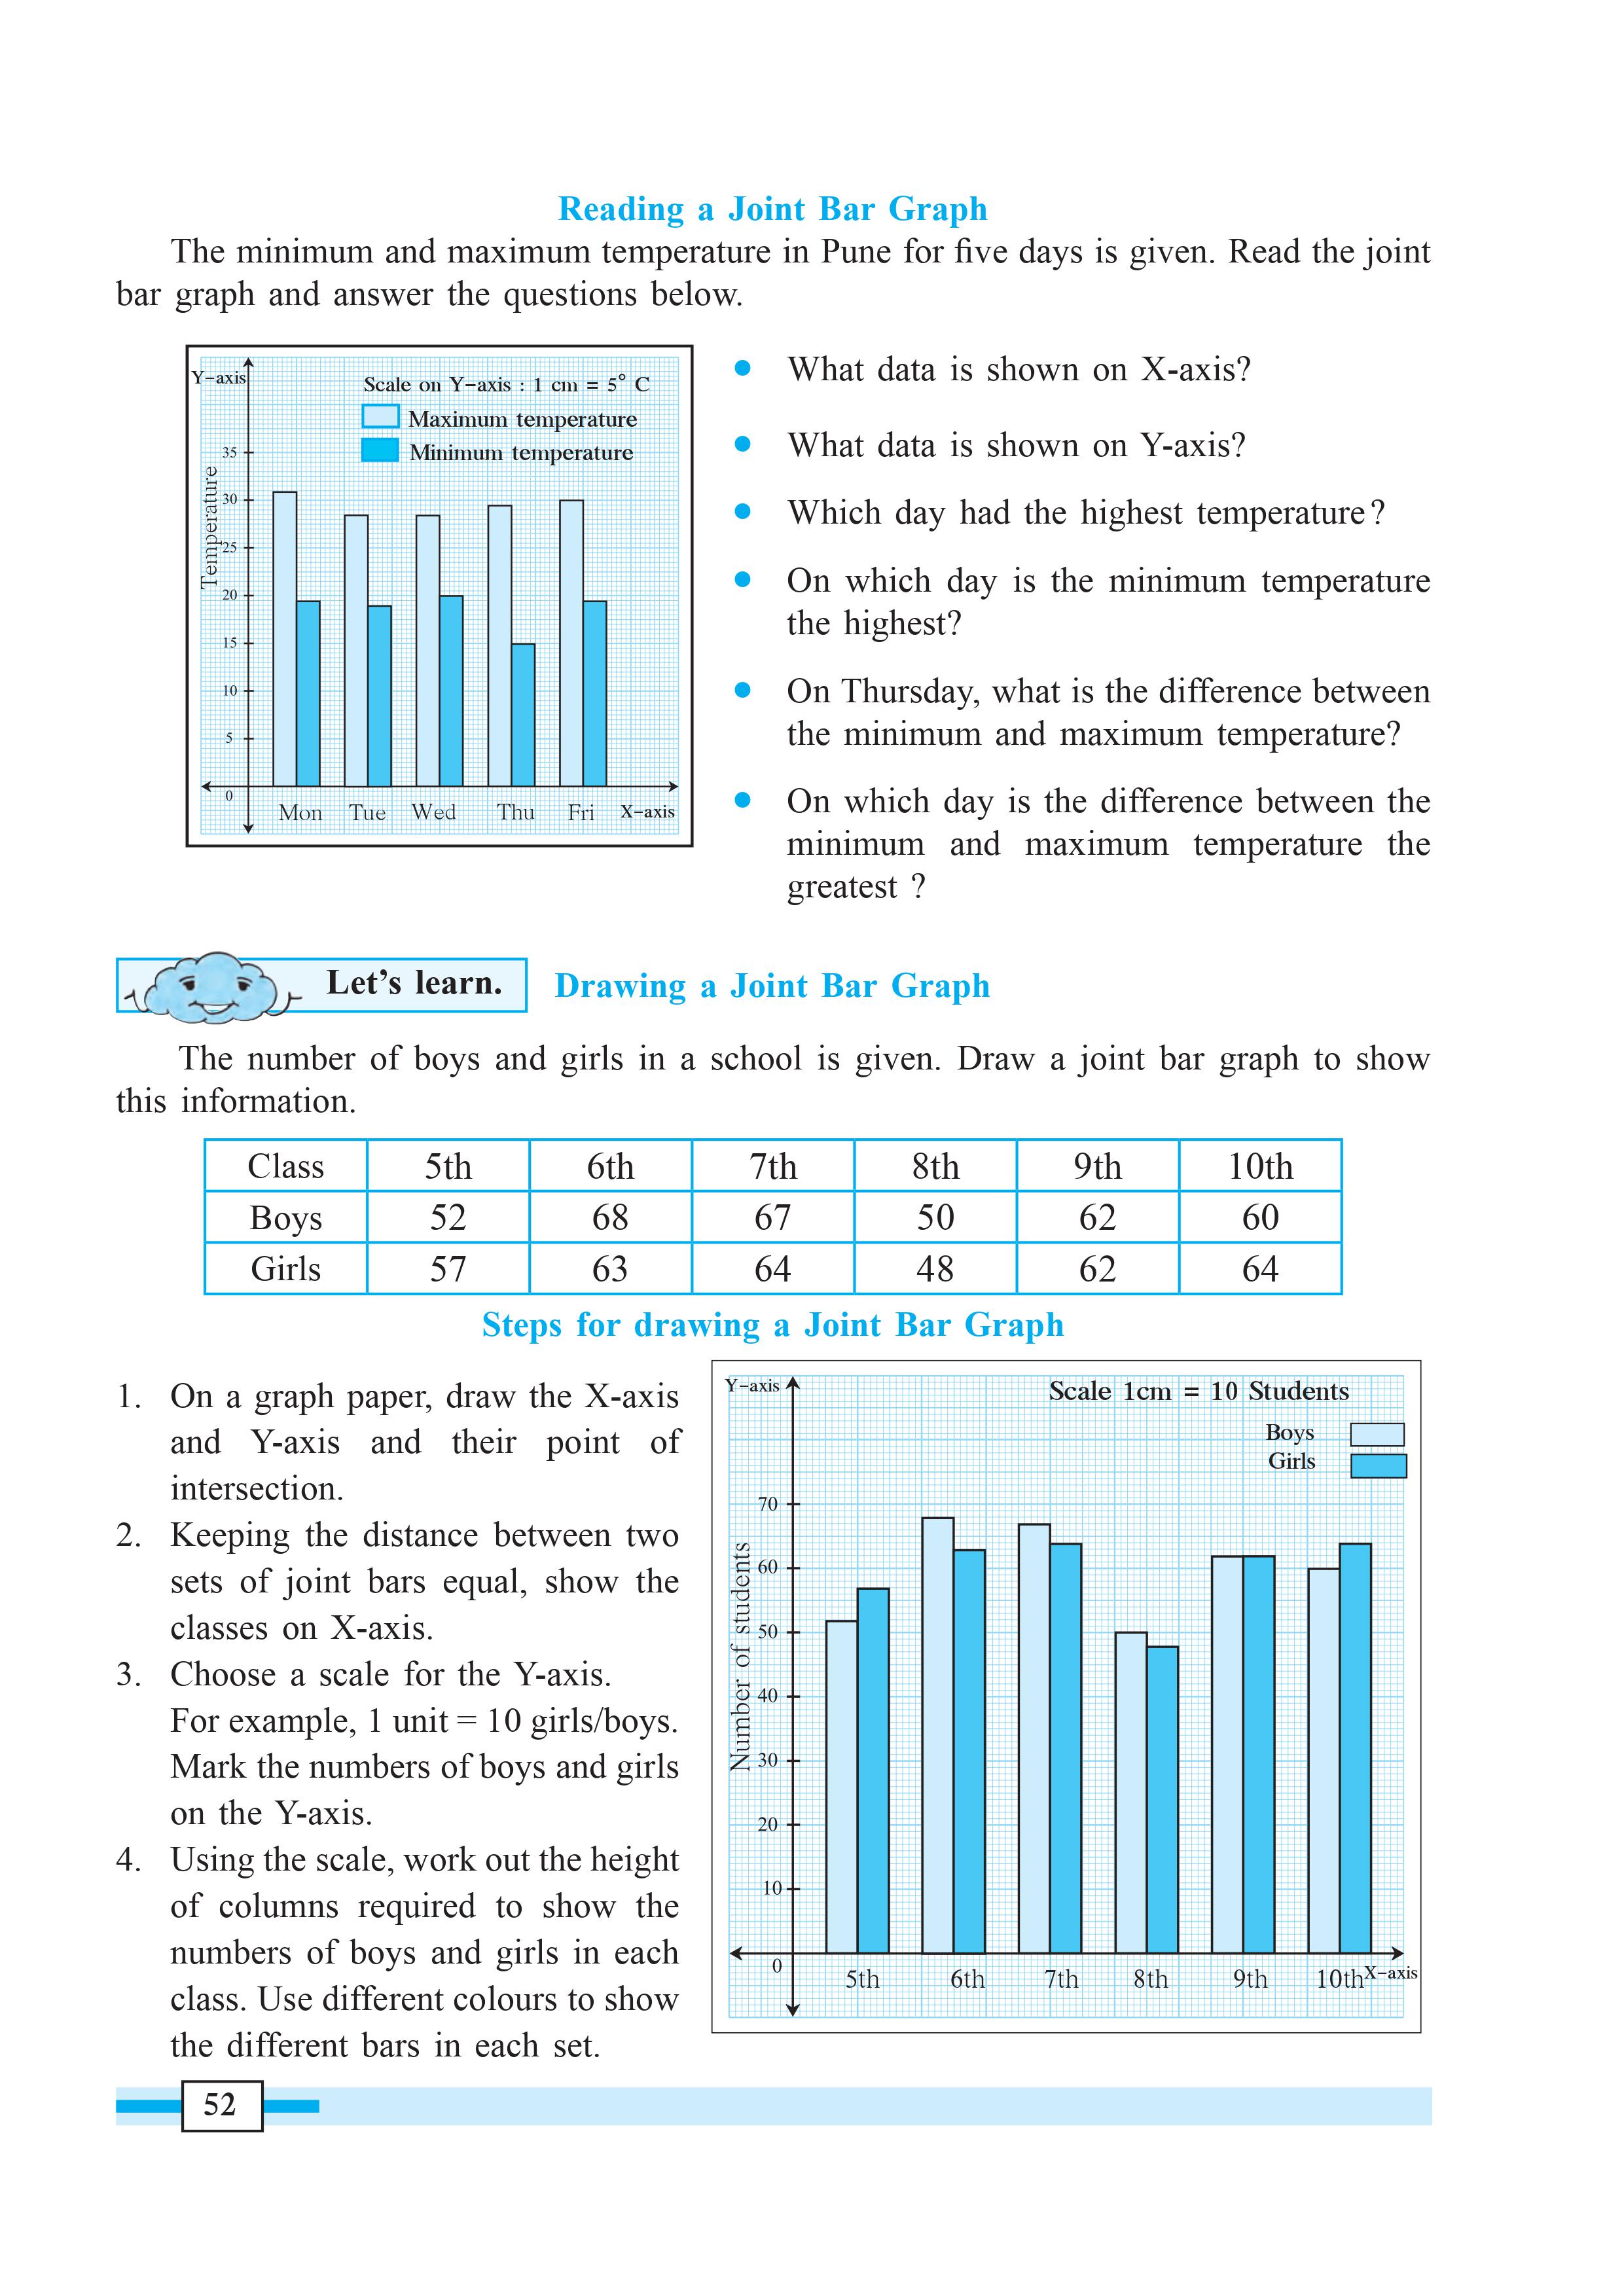 Reading a Joint Bar Graph
The minimum and maximum temperature in Pune for five days is given. Read the joint
bar graph and answer the questions below.
Y-axis
Scale on Y-axis : 1 cm = 5° C
Maximum temperature
Minimum temperature
Temperature
35
30
25
20
15
10
5
0
Mon Tue Wed Thu Fri X-axis
• What data is shown on X-axis?
• What data is shown on Y-axis?
• Which day had the highest temperature?
• On which day is the minimum temperature
the highest?
• On Thursday, what is the difference between
the minimum and maximum temperature?
• On which day is the difference between the
minimum and maximum temperature the
greatest ?
Let’s learn.
Drawing a Joint Bar Graph
The number of boys and girls in a school is given. Draw a joint bar graph to show
this information.
Class 5th 6th 7th 8th 9th 10th
Boys 52 68 67 50 62 60
Girls 57 63 64 48 62 64
Steps for drawing a Joint Bar Graph
1. On a graph paper, draw the X-axis
and Y-axis and their point of
intersection.
2. Keeping the distance between two
sets of joint bars equal, show the
classes on X-axis.
3. Choose a scale for the Y-axis.
For example, 1 unit = 10 girls/boys.
Mark the numbers of boys and girls
on the Y-axis.
4. Using the scale, work out the height
of columns required to show the
numbers of boys and girls in each
class. Use different colours to show
the different bars in each set.
Y-axis
Scale 1cm = 10 Students
Boys
Girls
Number of students
70
60
50
40
30
20
10
0
5th 6th 7th 8th 9th 10th X-axis
52